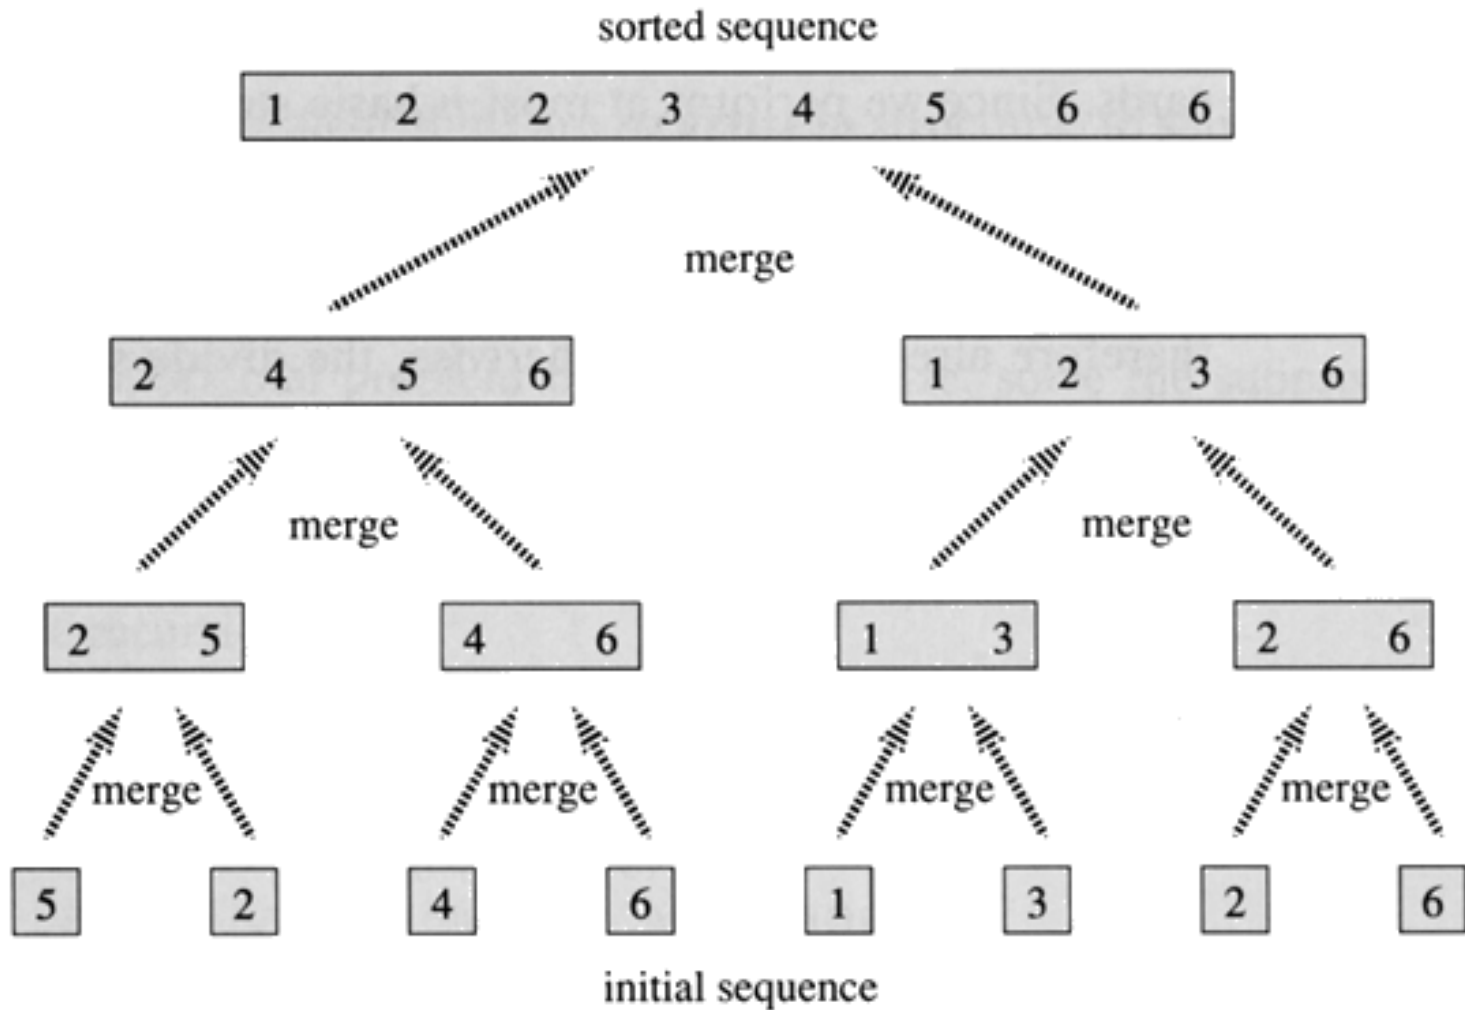 sorted sequence
1 2 2 3 4 5 6 6
merge
2 4 5 6 1 2 3 6
merge merge
2 5 4 6 1 3 2 6
merge merge merge merge
5 2 4 6 1 3 2 6
initial sequence